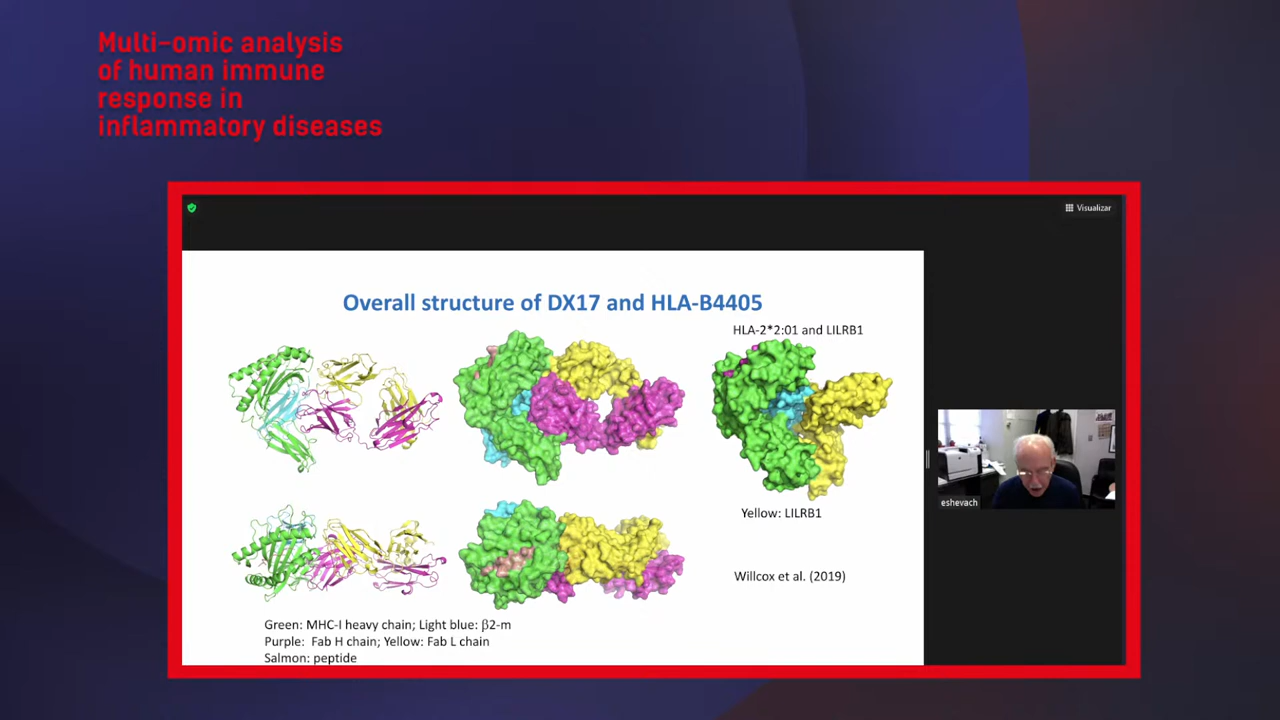 Multi-omic analysis
of human immune
response in
inflammatory diseases
Visualizar
Overall structure of DX17 and HLA-B4405
HLA-2*2:01 and LILRB1
Yellow: LILRB1
Willcox et al. (2019)
Green: MHC-I heavy chain; Light blue: β2-m
Purple: Fab H chain; Yellow: Fab L chain
Salmon: peptide
eshevach